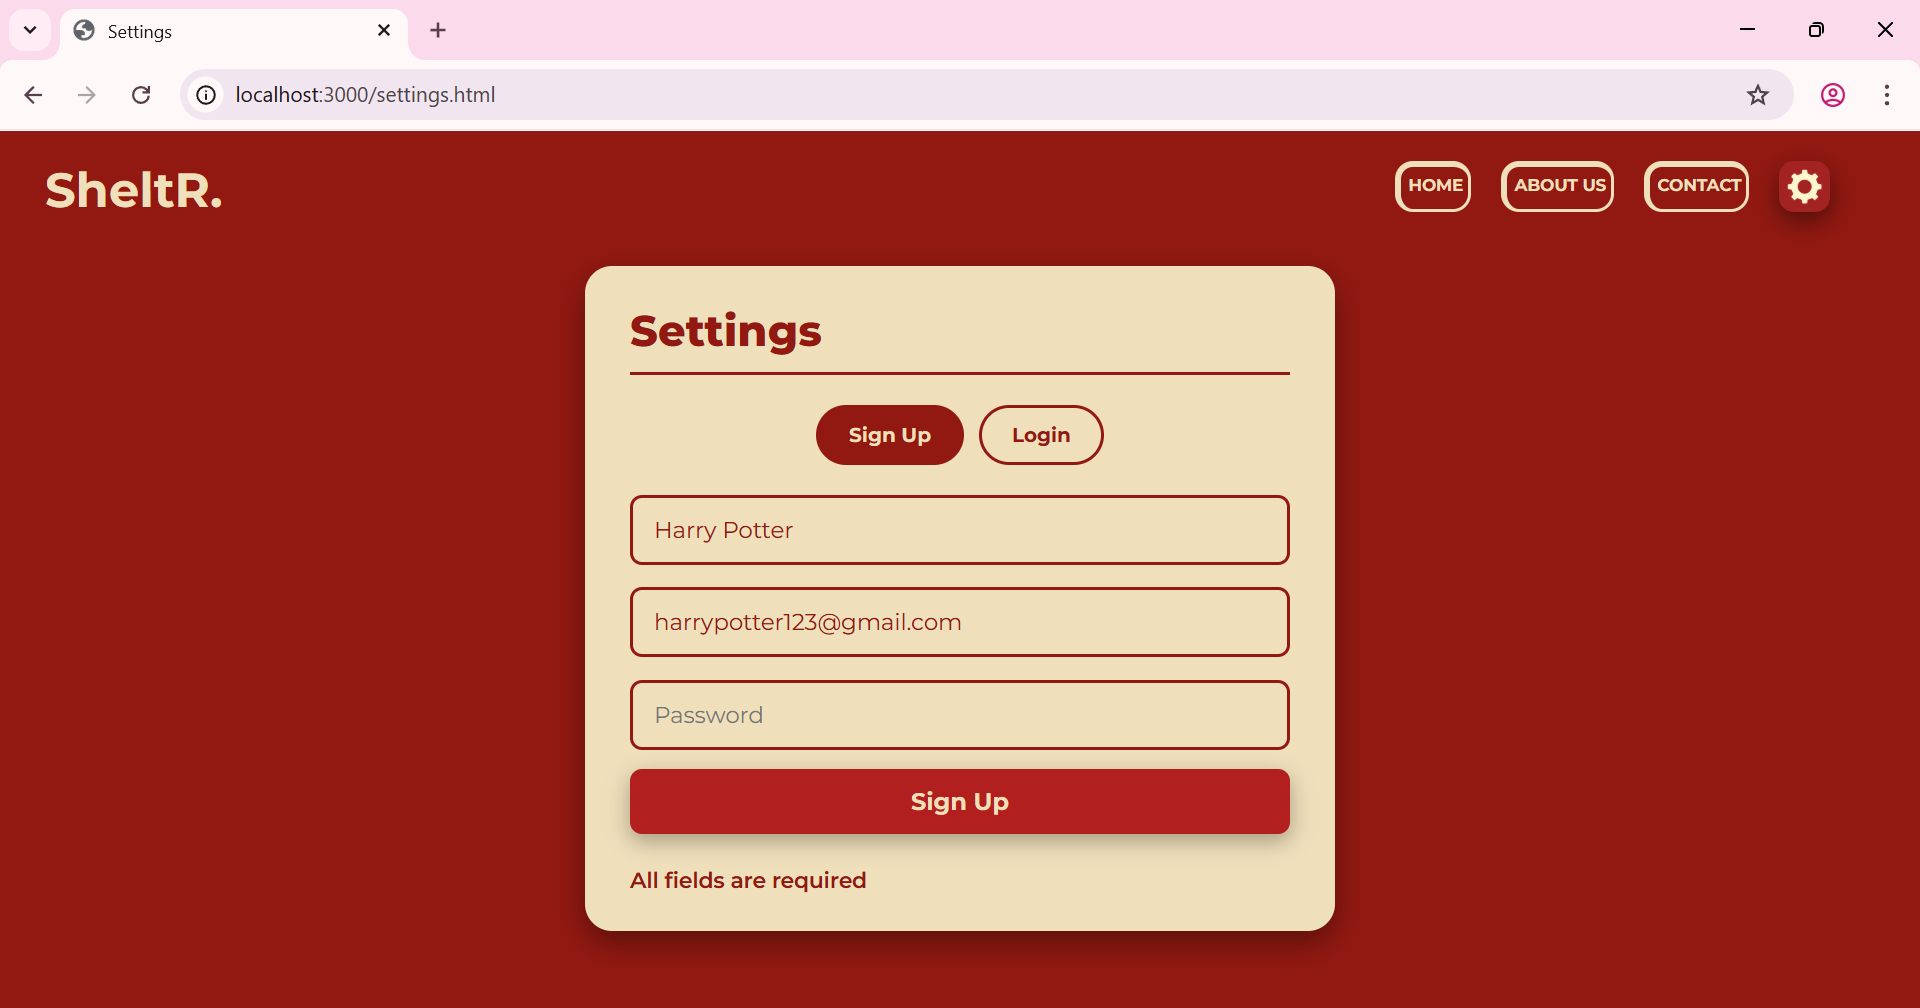 Settings
localhost:3000/settings.html
SheltR.
HOME
ABOUT US
CONTACT
Settings
Sign Up
Login
Harry Potter
harrypotter123@gmail.com
Password
Sign Up
All fields are required